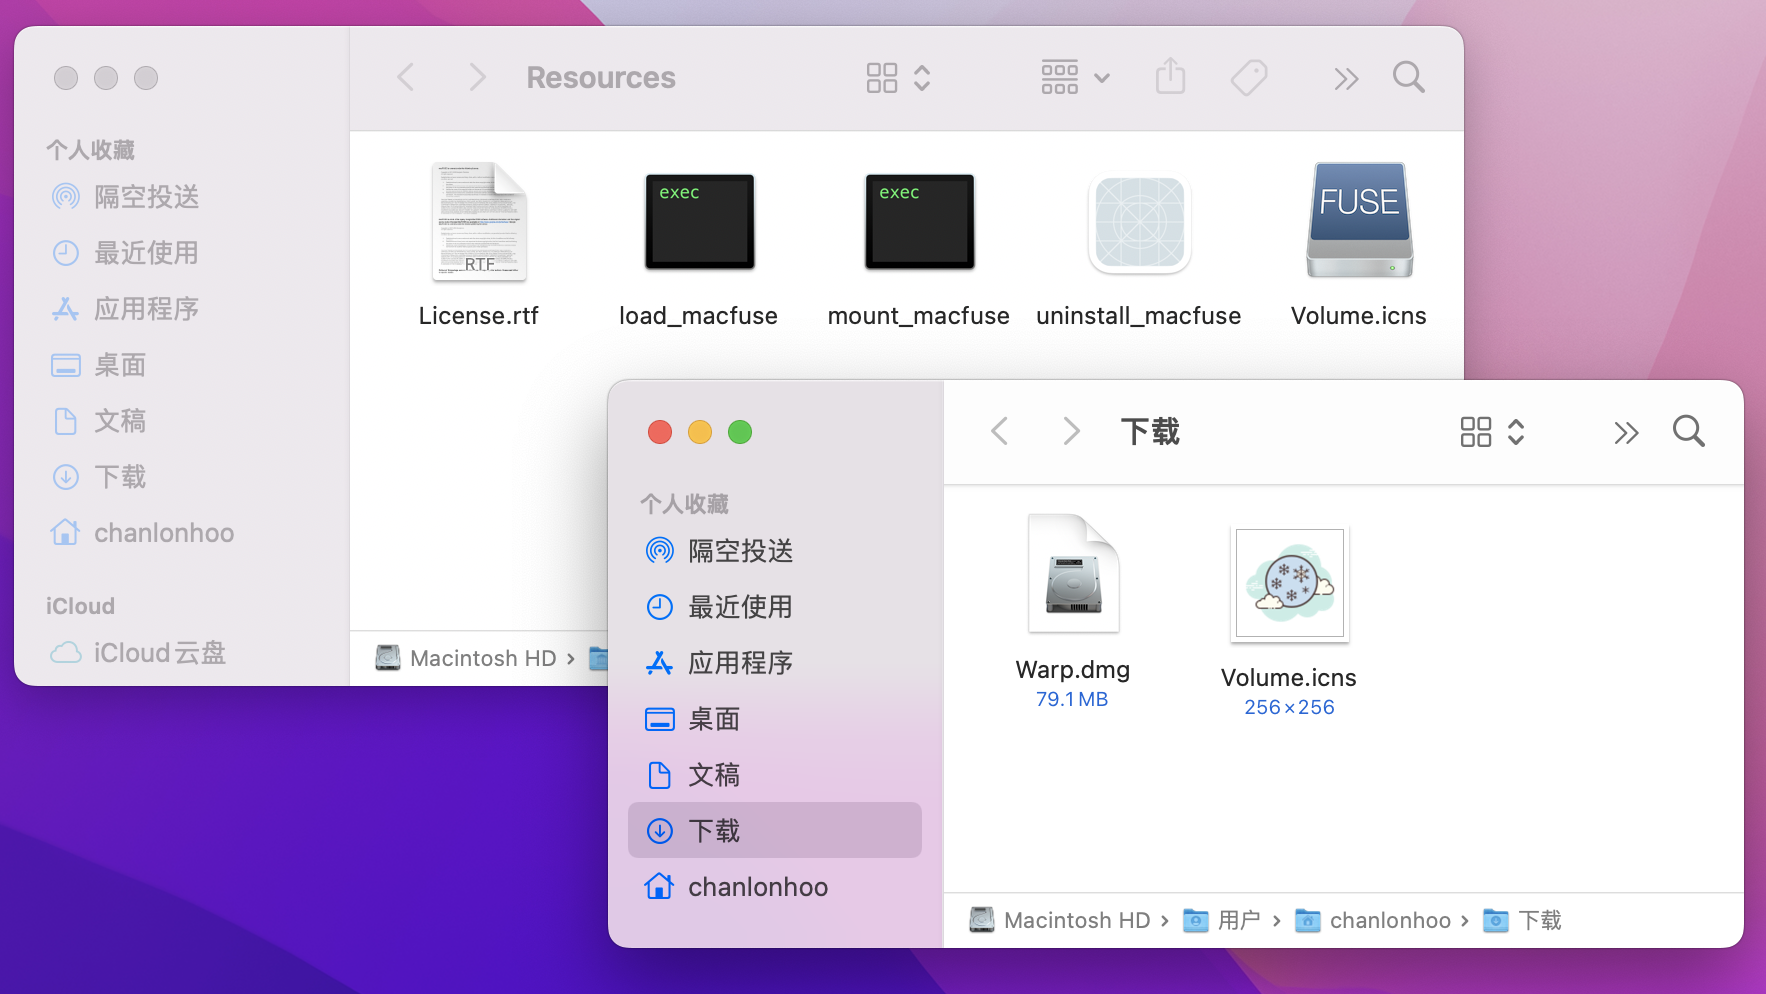 Resources
个人收藏
隔空投送
最近使用
应用程序
桌面
文稿
下载
chanlonhoo
iCloud
iCloud云盘
RTF
License.rtf
exec
load_macfuse
exec
mount_macfuse
uninstall_macfuse
FUSE
Volume.icns
Macintosh HD
下载
个人收藏
隔空投送
最近使用
应用程序
桌面
文稿
下载
chanlonhoo
Warp.dmg
79.1 MB
Volume.icns
256×256
Macintosh HD › 用户 › chanlonhoo › 下载